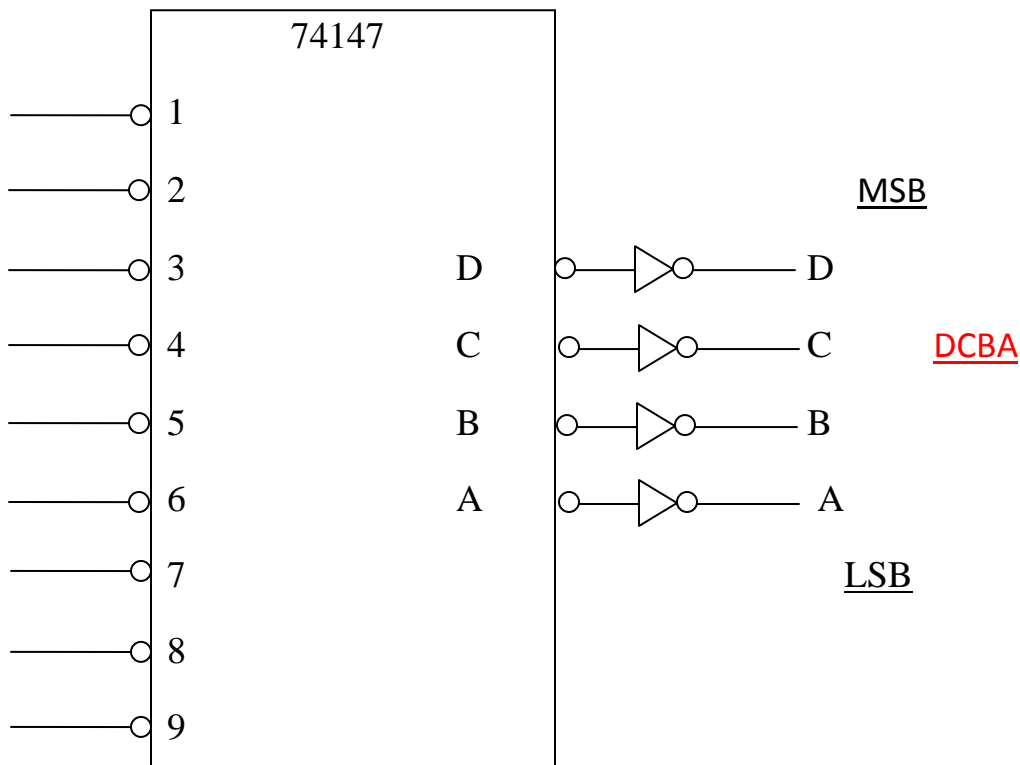 74147
1
2 MSB
3 D D
4 C C DCBA
5 B B
6 A A
7 LSB
8
9